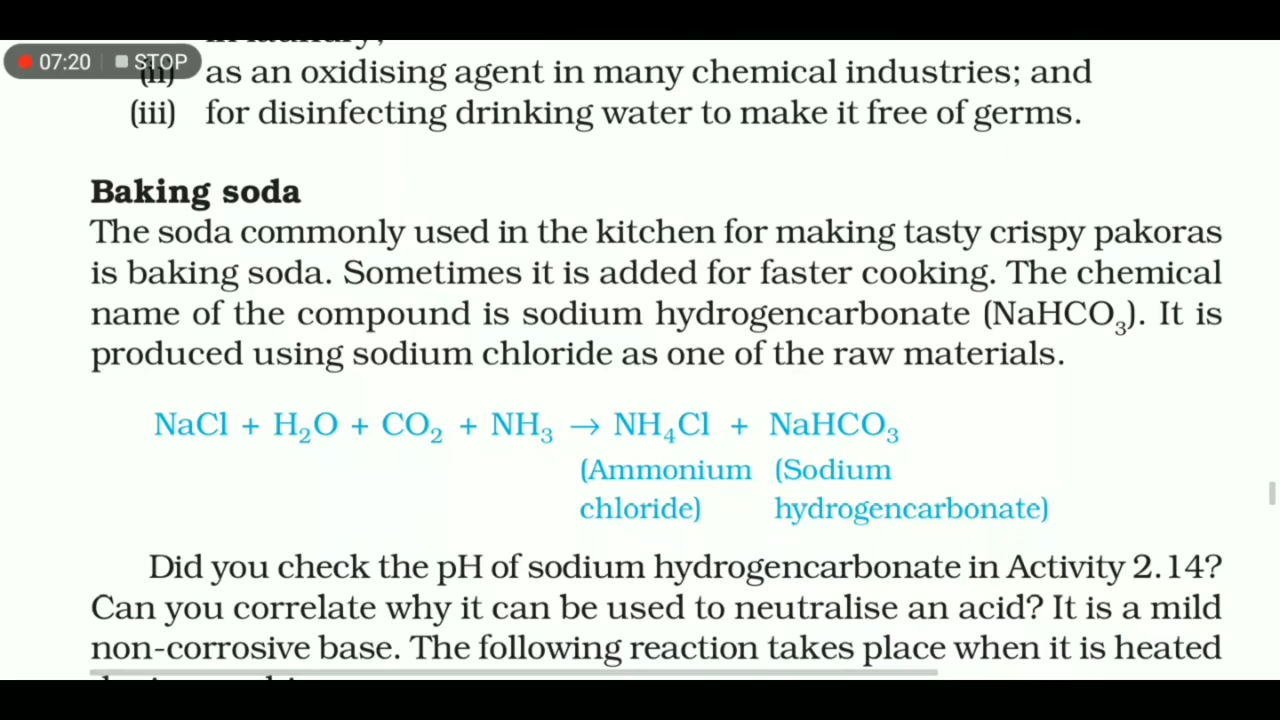 in laundry;
07:20 STOP
(ii) as an oxidising agent in many chemical industries; and
(iii) for disinfecting drinking water to make it free of germs.
Baking soda
The soda commonly used in the kitchen for making tasty crispy pakoras
is baking soda. Sometimes it is added for faster cooking. The chemical
name of the compound is sodium hydrogencarbonate (NaHCO₃). It is
produced using sodium chloride as one of the raw materials.
NaCl + H₂O + CO₂ + NH₃ → NH₄Cl + NaHCO₃
(Ammonium (Sodium
chloride) hydrogencarbonate)
Did you check the pH of sodium hydrogencarbonate in Activity 2.14?
Can you correlate why it can be used to neutralise an acid? It is a mild
non-corrosive base. The following reaction takes place when it is heated